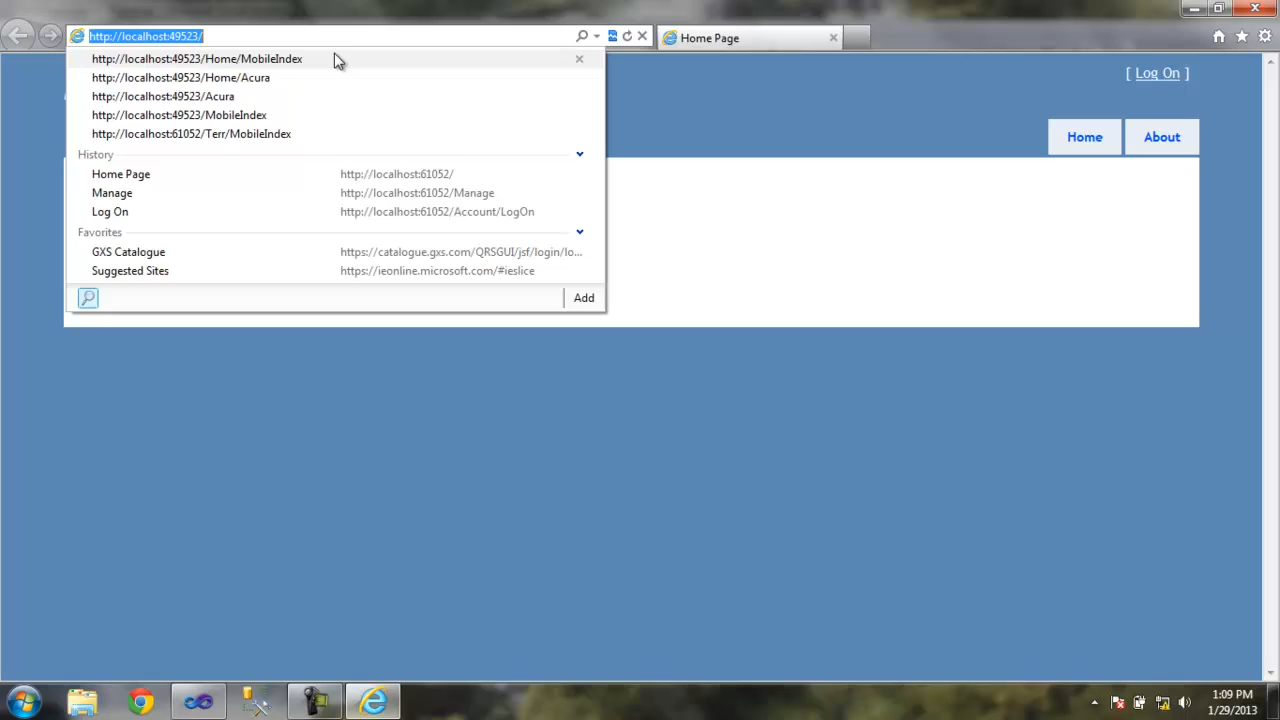 http://localhost:49523/
Home Page
[ Log On ]
http://localhost:49523/Home/MobileIndex
http://localhost:49523/Home/Acura
http://localhost:49523/Acura
http://localhost:49523/MobileIndex
http://localhost:61052/Terr/MobileIndex
Home About
History
Home Page http://localhost:61052/
Manage http://localhost:61052/Manage
Log On http://localhost:61052/Account/LogOn
Favorites
GXS Catalogue https://catalogue.gxs.com/QRSGUI/jsf/login/lo...
Suggested Sites https://ieonline.microsoft.com/#ieslice
Add
1:09 PM
1/29/2013